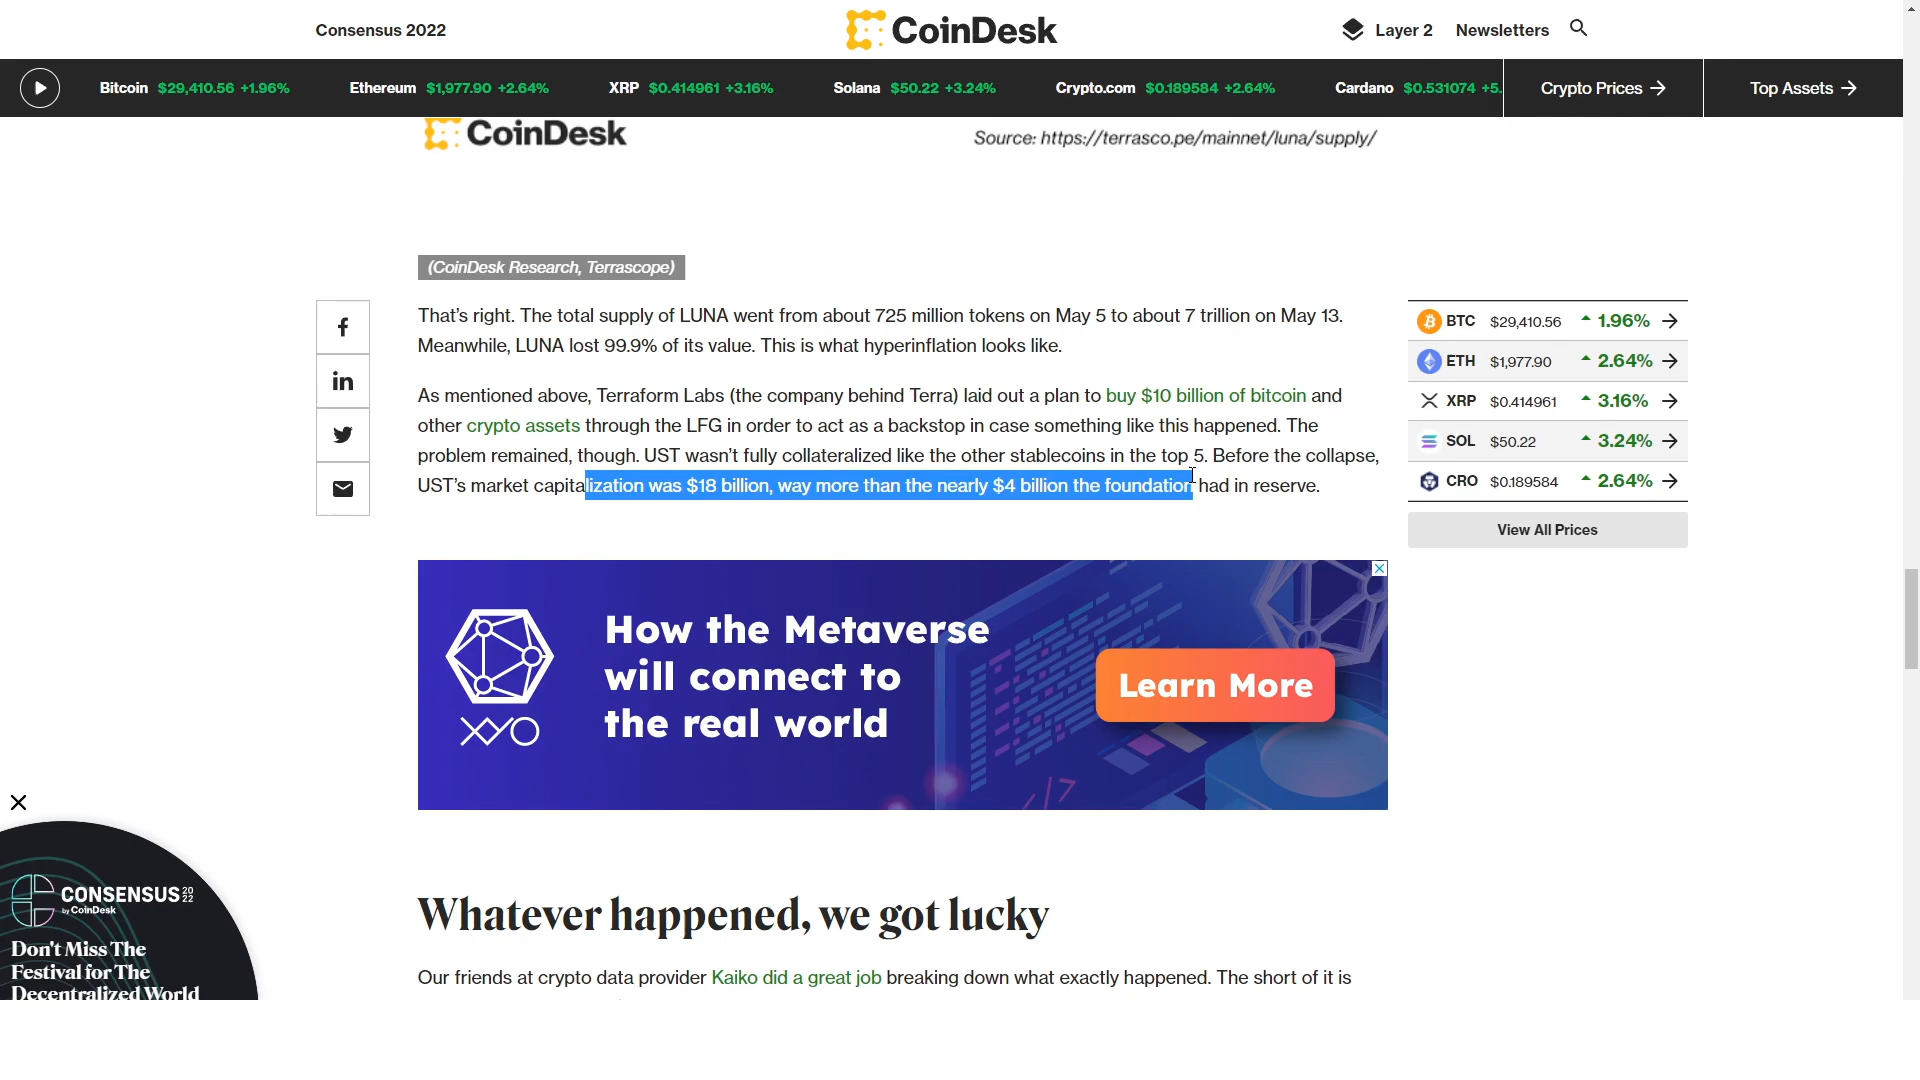 Consensus 2022
CoinDesk
Layer 2
Newsletters
Bitcoin $29,410.56 +1.96%
Ethereum $1,977.90 +2.64%
XRP $0.414961 +3.16%
Solana $50.22 +3.24%
Crypto.com $0.189584 +2.64%
Cardano $0.531074 +5.
Crypto Prices →
Top Assets →
CoinDesk
Source: https://terrasco.pe/mainnet/luna/supply/
(CoinDesk Research, Terrascope)
That's right. The total supply of LUNA went from about 725 million tokens on May 5 to about 7 trillion on May 13.
Meanwhile, LUNA lost 99.9% of its value. This is what hyperinflation looks like.
As mentioned above, Terraform Labs (the company behind Terra) laid out a plan to buy $10 billion of bitcoin and
other crypto assets through the LFG in order to act as a backstop in case something like this happened. The
problem remained, though. UST wasn't fully collateralized like the other stablecoins in the top 5. Before the collapse,
UST's market capitalization was $18 billion, way more than the nearly $4 billion the foundation had in reserve.
BTC $29,410.56 1.96% →
ETH $1,977.90 2.64% →
XRP $0.414961 3.16% →
SOL $50.22 3.24% →
CRO $0.189584 2.64% →
View All Prices
XYO
How the Metaverse
will connect to
the real world
Learn More
CONSENSUS 2022
by CoinDesk
Don't Miss The
Festival for The
Decentralized World
Whatever happened, we got lucky
Our friends at crypto data provider Kaiko did a great job breaking down what exactly happened. The short of it is